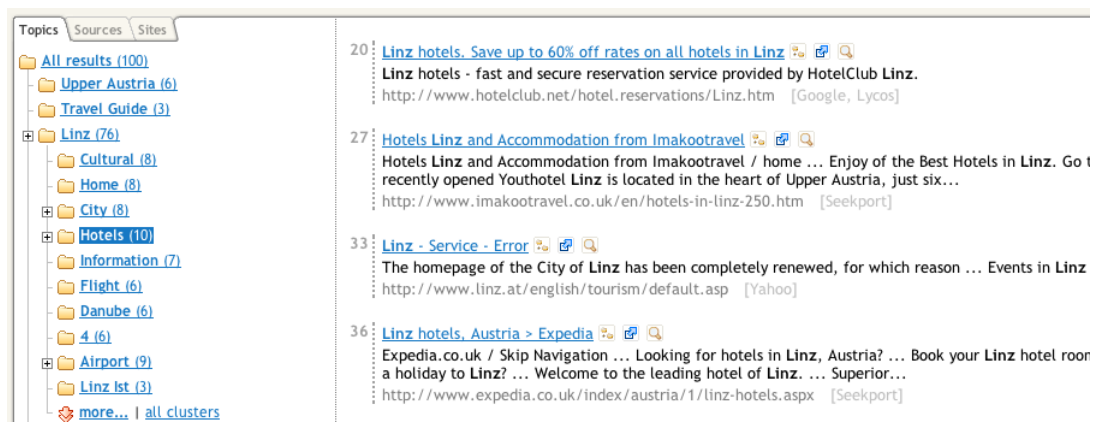 Topics Sources Sites
All results (100)
Upper Austria (6)
Travel Guide (3)
Linz (76)
Cultural (8)
Home (8)
City (8)
Hotels (10)
Information (7)
Flight (6)
Danube (6)
4 (6)
Airport (9)
Linz Ist (3)
more... | all clusters
20 Linz hotels. Save up to 60% off rates on all hotels in Linz
Linz hotels - fast and secure reservation service provided by HotelClub Linz.
http://www.hotelclub.net/hotel.reservations/Linz.htm [Google, Lycos]
27 Hotels Linz and Accommodation from Imakootravel
Hotels Linz and Accommodation from Imakootravel / home ... Enjoy of the Best Hotels in Linz. Go
recently opened Youthotel Linz is located in the heart of Upper Austria, just six...
http://www.imakootravel.co.uk/en/hotels-in-linz-250.htm [Seekport]
33 Linz - Service - Error
The homepage of the City of Linz has been completely renewed, for which reason ... Events in Linz
http://www.linz.at/english/tourism/default.asp [Yahoo]
36 Linz hotels, Austria > Expedia
Expedia.co.uk / Skip Navigation ... Looking for hotels in Linz, Austria? ... Book your Linz hotel
a holiday to Linz? ... Welcome to the leading hotel of Linz. ... Superior...
http://www.expedia.co.uk/index/austria/1/linz-hotels.aspx [Seekport]